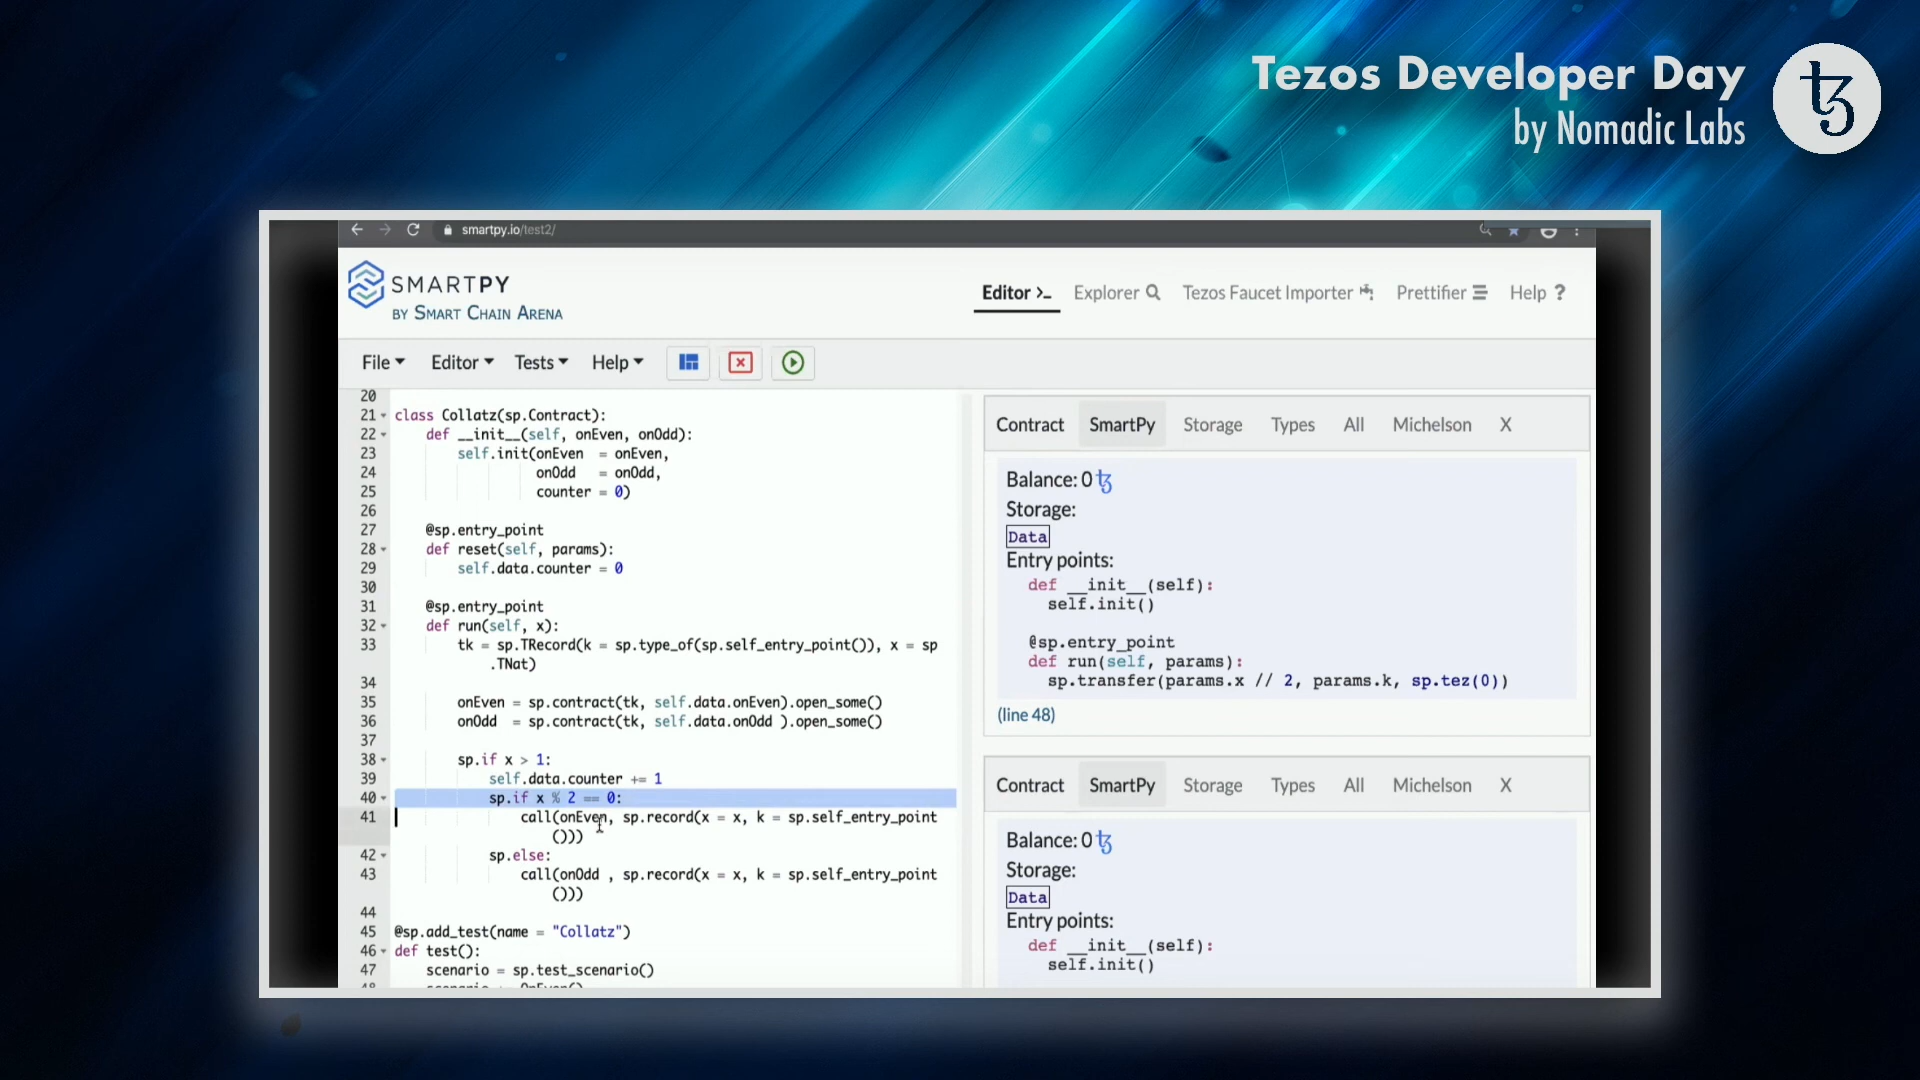 Tezos Developer Day
by Nomadic Labs
smartpy.io/test2/
SMARTPY
BY SMART CHAIN ARENA
Editor >_ Explorer Tezos Faucet Importer Prettifier Help ?
File Editor Tests Help
20
21 class Collatz(sp.Contract):
22 def __init__(self, onEven, onOdd):
23 self.init(onEven = onEven,
24 onOdd = onOdd,
25 counter = 0)
26
27 @sp.entry_point
28 def reset(self, params):
29 self.data.counter = 0
30
31 @sp.entry_point
32 def run(self, x):
33 tk = sp.TRecord(k = sp.type_of(sp.self_entry_point()), x = sp
.TNat)
34
35 onEven = sp.contract(tk, self.data.onEven).open_some()
36 onOdd = sp.contract(tk, self.data.onOdd ).open_some()
37
38 sp.if x > 1:
39 self.data.counter += 1
40 sp.if x % 2 == 0:
41 call(onEven, sp.record(x = x, k = sp.self_entry_point
()))
42 sp.else:
43 call(onOdd , sp.record(x = x, k = sp.self_entry_point
()))
44
45 @sp.add_test(name = "Collatz")
46 def test():
47 scenario = sp.test_scenario()
Contract SmartPy Storage Types All Michelson X
Balance: 0 ꜩ
Storage:
Data
Entry points:
def __init__(self):
self.init()
@sp.entry_point
def run(self, params):
sp.transfer(params.x // 2, params.k, sp.tez(0))
(line 48)
Contract SmartPy Storage Types All Michelson X
Balance: 0 ꜩ
Storage:
Data
Entry points:
def __init__(self):
self.init()